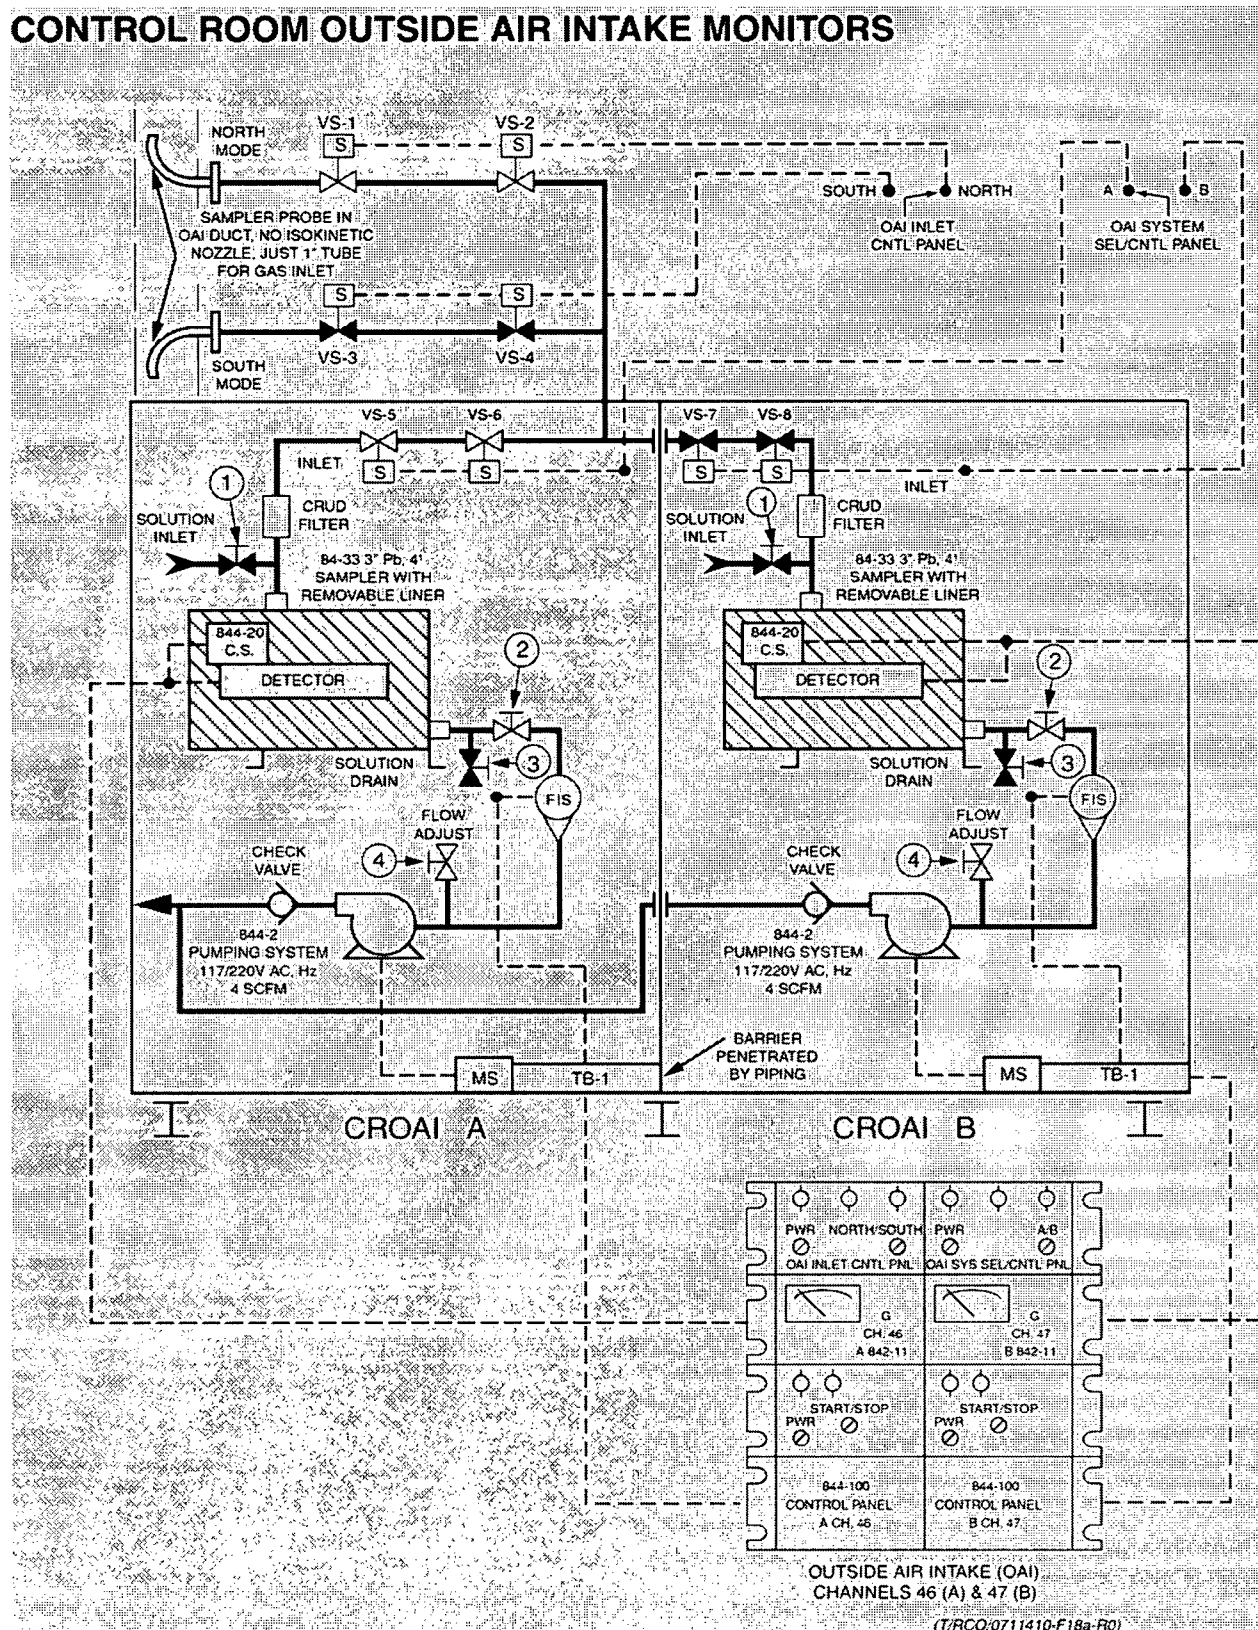 CONTROL ROOM OUTSIDE AIR INTAKE MONITORS
NORTH
MODE
VS-1
VS-2
S
S
SOUTH
NORTH
OAI INLET
CNTL PANEL
A
B
OAI SYSTEM
SEL/CNTL PANEL
SAMPLER PROBE IN
OAI DUCT, NO ISOKINETIC
NOZZLE, JUST 1" TUBE
FOR GAS INLET
S
S
VS-3
VS-4
SOUTH
MODE
VS-5
VS-6
S
S
INLET
1
SOLUTION
INLET
CRUD
FILTER
84-33 3" Pb, 4¹
SAMPLER WITH
REMOVABLE LINER
844-20
C.S.
DETECTOR
2
SOLUTION
DRAIN
3
FIS
FLOW
ADJUST
4
CHECK
VALVE
844-2
PUMPING SYSTEM
117/220V AC, Hz
4 SCFM
MS
TB-1
VS-7
VS-8
S
S
INLET
1
SOLUTION
INLET
CRUD
FILTER
84-33 3" Pb, 4¹
SAMPLER WITH
REMOVABLE LINER
844-20
C.S.
DETECTOR
2
SOLUTION
DRAIN
3
FIS
FLOW
ADJUST
4
CHECK
VALVE
844-2
PUMPING SYSTEM
117/220V AC, Hz
4 SCFM
BARRIER
PENETRATED
BY PIPING
MS
TB-1
CROAI A
CROAI B
PWR NORTH/SOUTH
OAI INLET CNTL PNL
PWR A/B
OAI SYS SEL/CNTL PNL
G
CH. 46
A 842-11
G
CH. 47
B 842-11
START/STOP
PWR
START/STOP
PWR
844-100
CONTROL PANEL
A CH. 46
844-100
CONTROL PANEL
B CH. 47
OUTSIDE AIR INTAKE (OAI)
CHANNELS 46 (A) & 47 (B)
(T/RCO/0711410-F18a-R0)